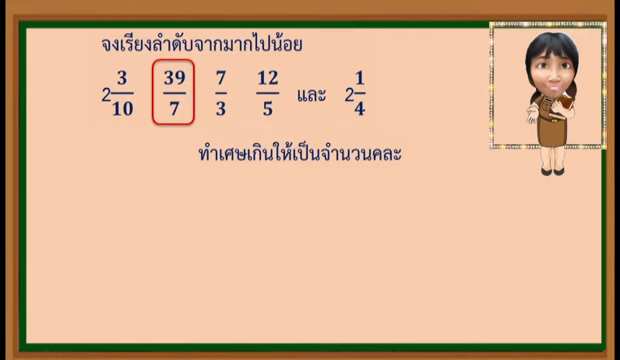 จงเรียงลำดับจากมากไปน้อย
2 3/10 39/7 7/3 12/5 และ 2 1/4
ทำเศษเกินให้เป็นจำนวนคละ